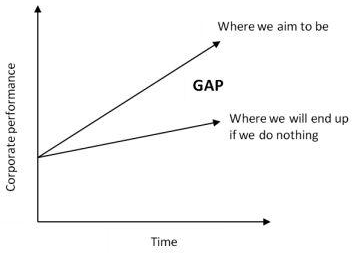 Where we aim to be
GAP
Where we will end up
if we do nothing
Corporate performance
Time